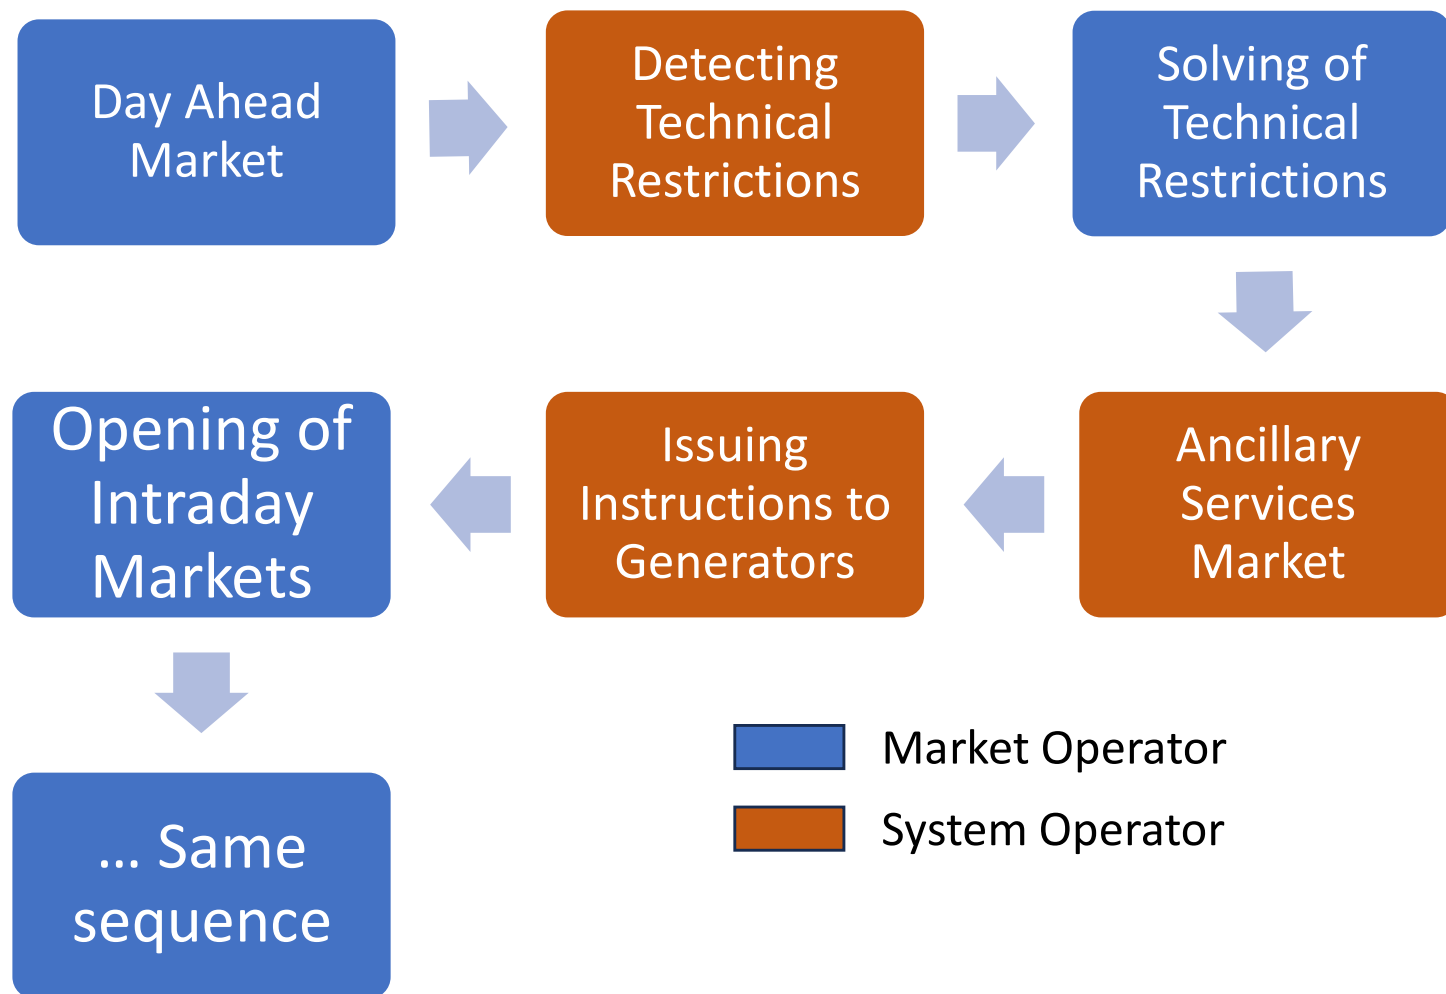 Day Ahead
Market
Detecting
Technical
Restrictions
Solving of
Technical
Restrictions
Opening of
Intraday
Markets
Issuing
Instructions to
Generators
Ancillary
Services
Market
... Same
sequence
Market Operator
System Operator